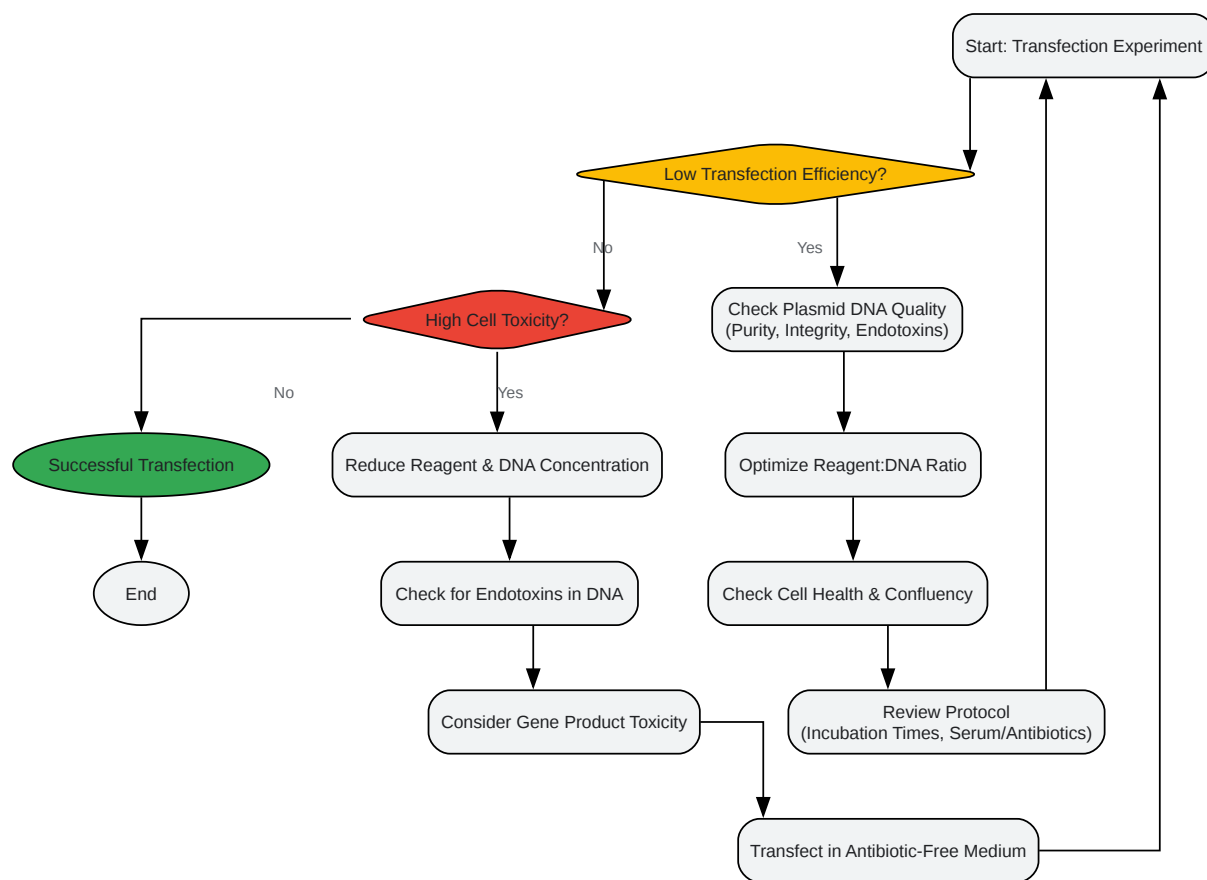 Start: Transfection Experiment
Low Transfection Efficiency?
No
Yes
High Cell Toxicity?
Check Plasmid DNA Quality
(Purity, Integrity, Endotoxins)
No
Yes
Successful Transfection
Reduce Reagent & DNA Concentration
Optimize Reagent:DNA Ratio
End
Check for Endotoxins in DNA
Check Cell Health & Confluency
Consider Gene Product Toxicity
Review Protocol
(Incubation Times, Serum/Antibiotics)
Transfect in Antibiotic-Free Medium